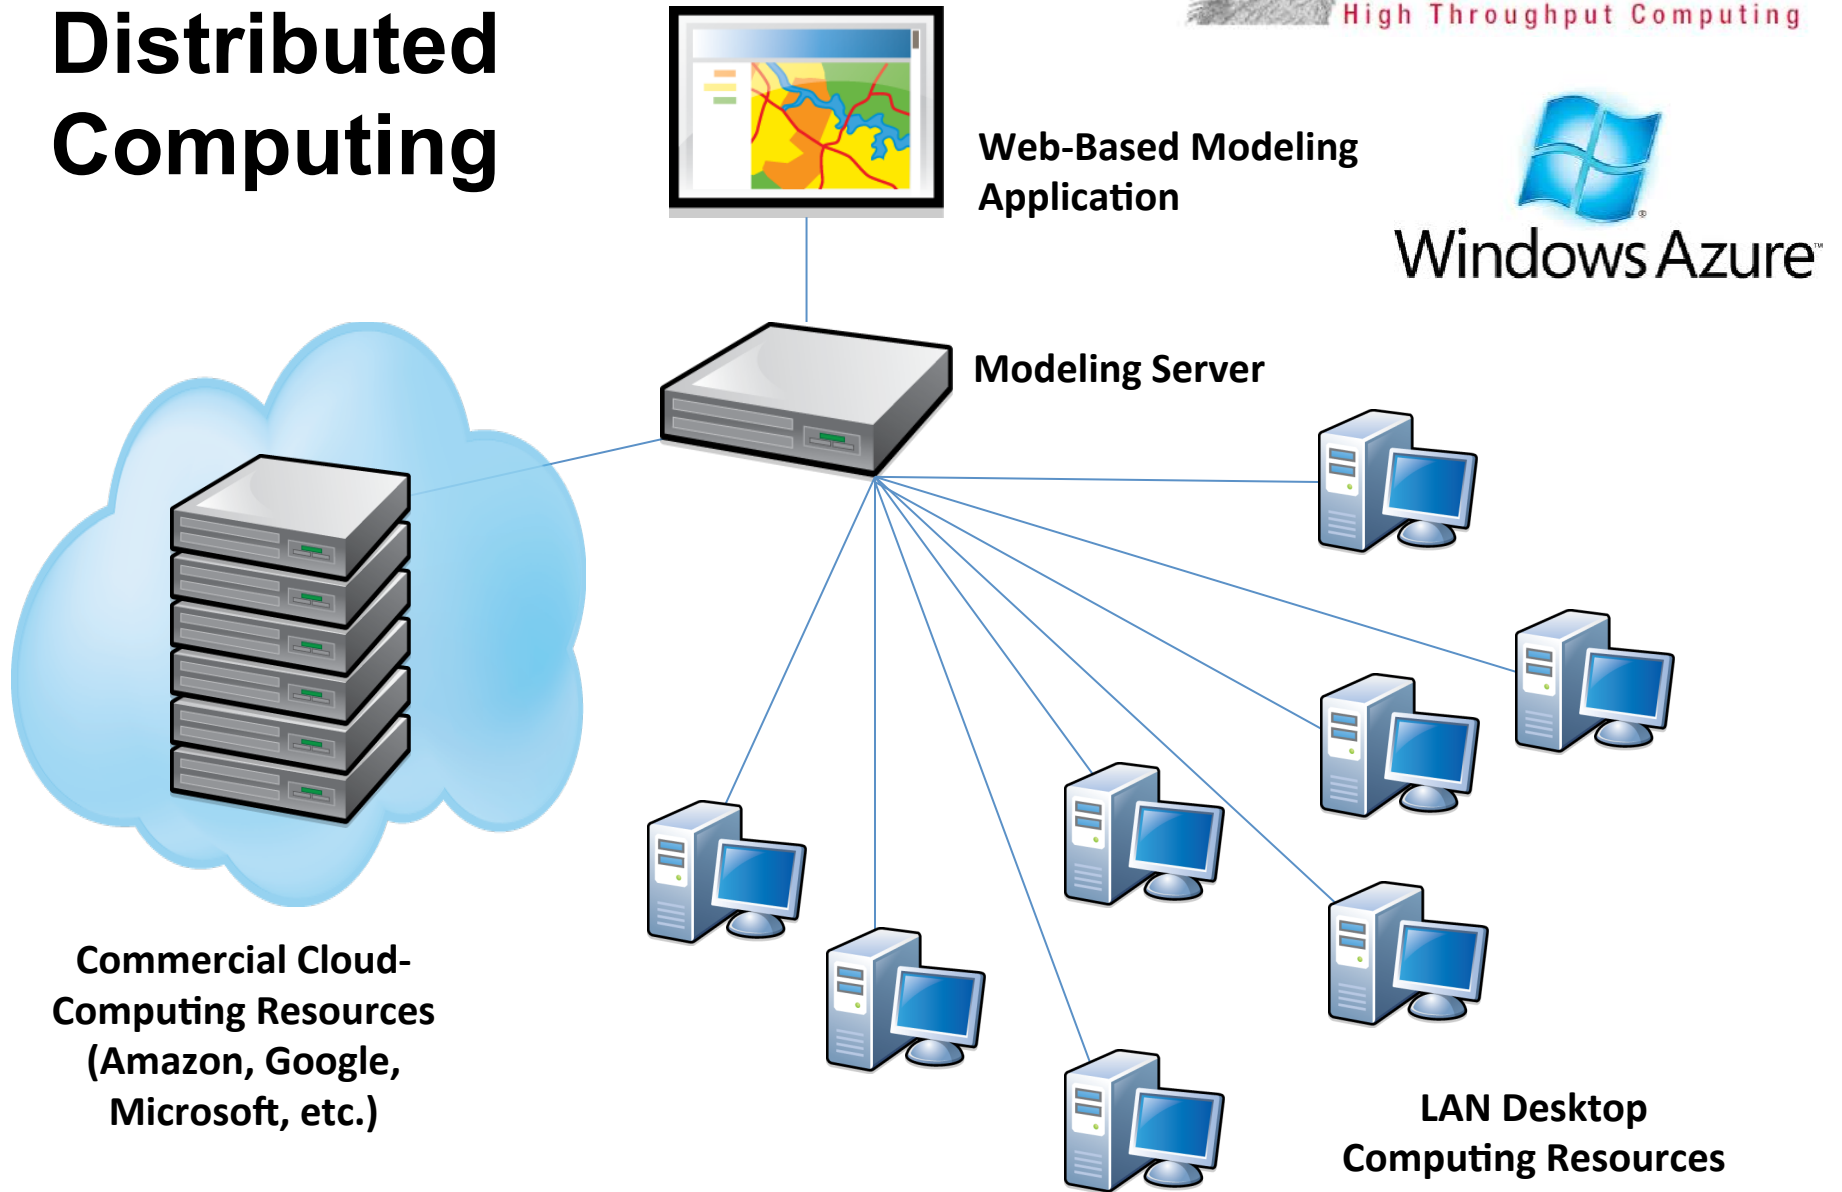 Distributed
Computing
High Throughput Computing
Web-Based Modeling
Application
Windows Azure™
®
Modeling Server
Commercial Cloud-
Computing Resources
(Amazon, Google,
Microsoft, etc.)
LAN Desktop
Computing Resources